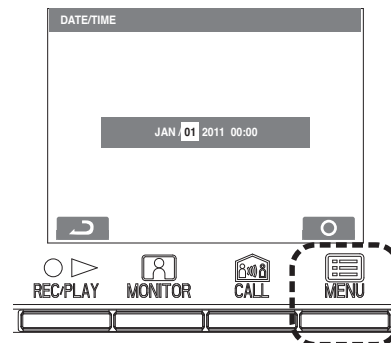 DATE/TIME
JAN / 01 2011 00:00
REC/PLAY MONITOR CALL MENU